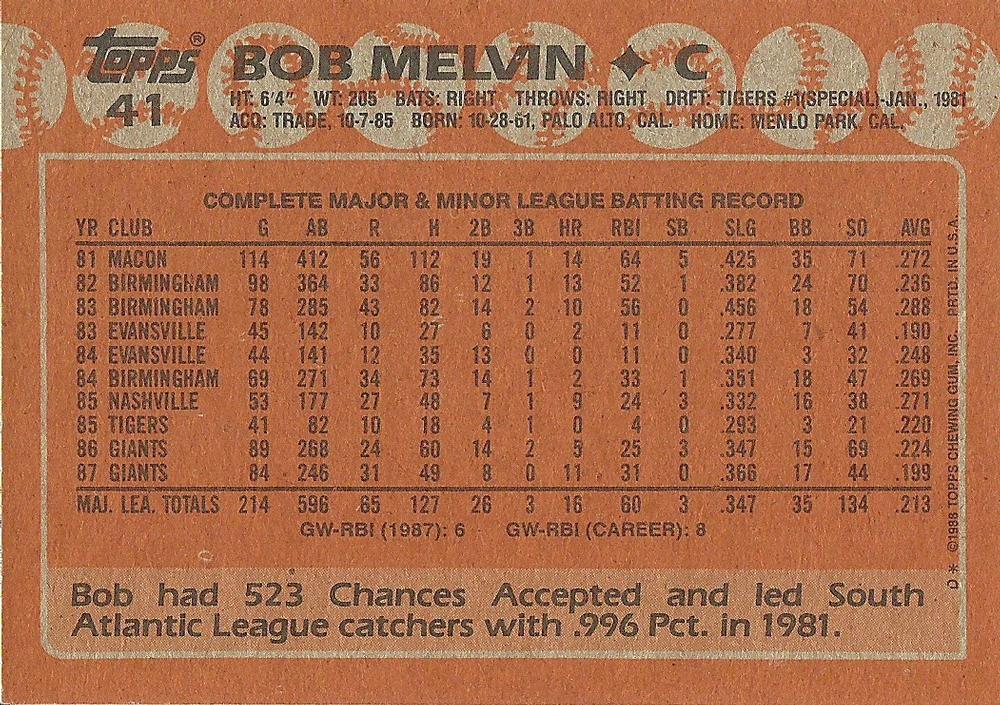 TOPPS® BOB MELVIN ✦ C
41 HT: 6'4" WT: 205 BATS: RIGHT THROWS: RIGHT DRFT: TIGERS #1(SPECIAL)-JAN., 1981
ACQ: TRADE, 10-7-85 BORN: 10-28-61, PALO ALTO, CAL. HOME: MENLO PARK, CAL.
COMPLETE MAJOR & MINOR LEAGUE BATTING RECORD
YR CLUB G AB R H 2B 3B HR RBI SB SLG BB SO AVG
81 MACON 114 412 56 112 19 1 14 64 5 .425 35 71 .272
82 BIRMINGHAM 98 364 33 86 12 1 13 52 1 .382 24 70 .236
83 BIRMINGHAM 78 285 43 82 14 2 10 56 0 .456 18 54 .288
83 EVANSVILLE 45 142 10 27 6 0 2 11 0 .277 7 41 .190
84 EVANSVILLE 44 141 12 35 13 0 0 11 0 .340 3 32 .248
84 BIRMINGHAM 69 271 34 73 14 1 2 33 1 .351 18 47 .269
85 NASHVILLE 53 177 27 48 7 1 9 24 3 .332 16 38 .271
85 TIGERS 41 82 10 18 4 1 0 4 0 .293 3 21 .220
86 GIANTS 89 268 24 60 14 2 5 25 3 .347 15 69 .224
87 GIANTS 84 246 31 49 8 0 11 31 0 .366 17 44 .199
MAJ. LEA. TOTALS 214 596 65 127 26 3 16 60 3 .347 35 134 .213
GW-RBI (1987): 6 GW-RBI (CAREER): 8
Bob had 523 Chances Accepted and led South
Atlantic League catchers with .996 Pct. in 1981.
D* ©1988 TOPPS CHEWING GUM, INC. PRTD. IN U.S.A.